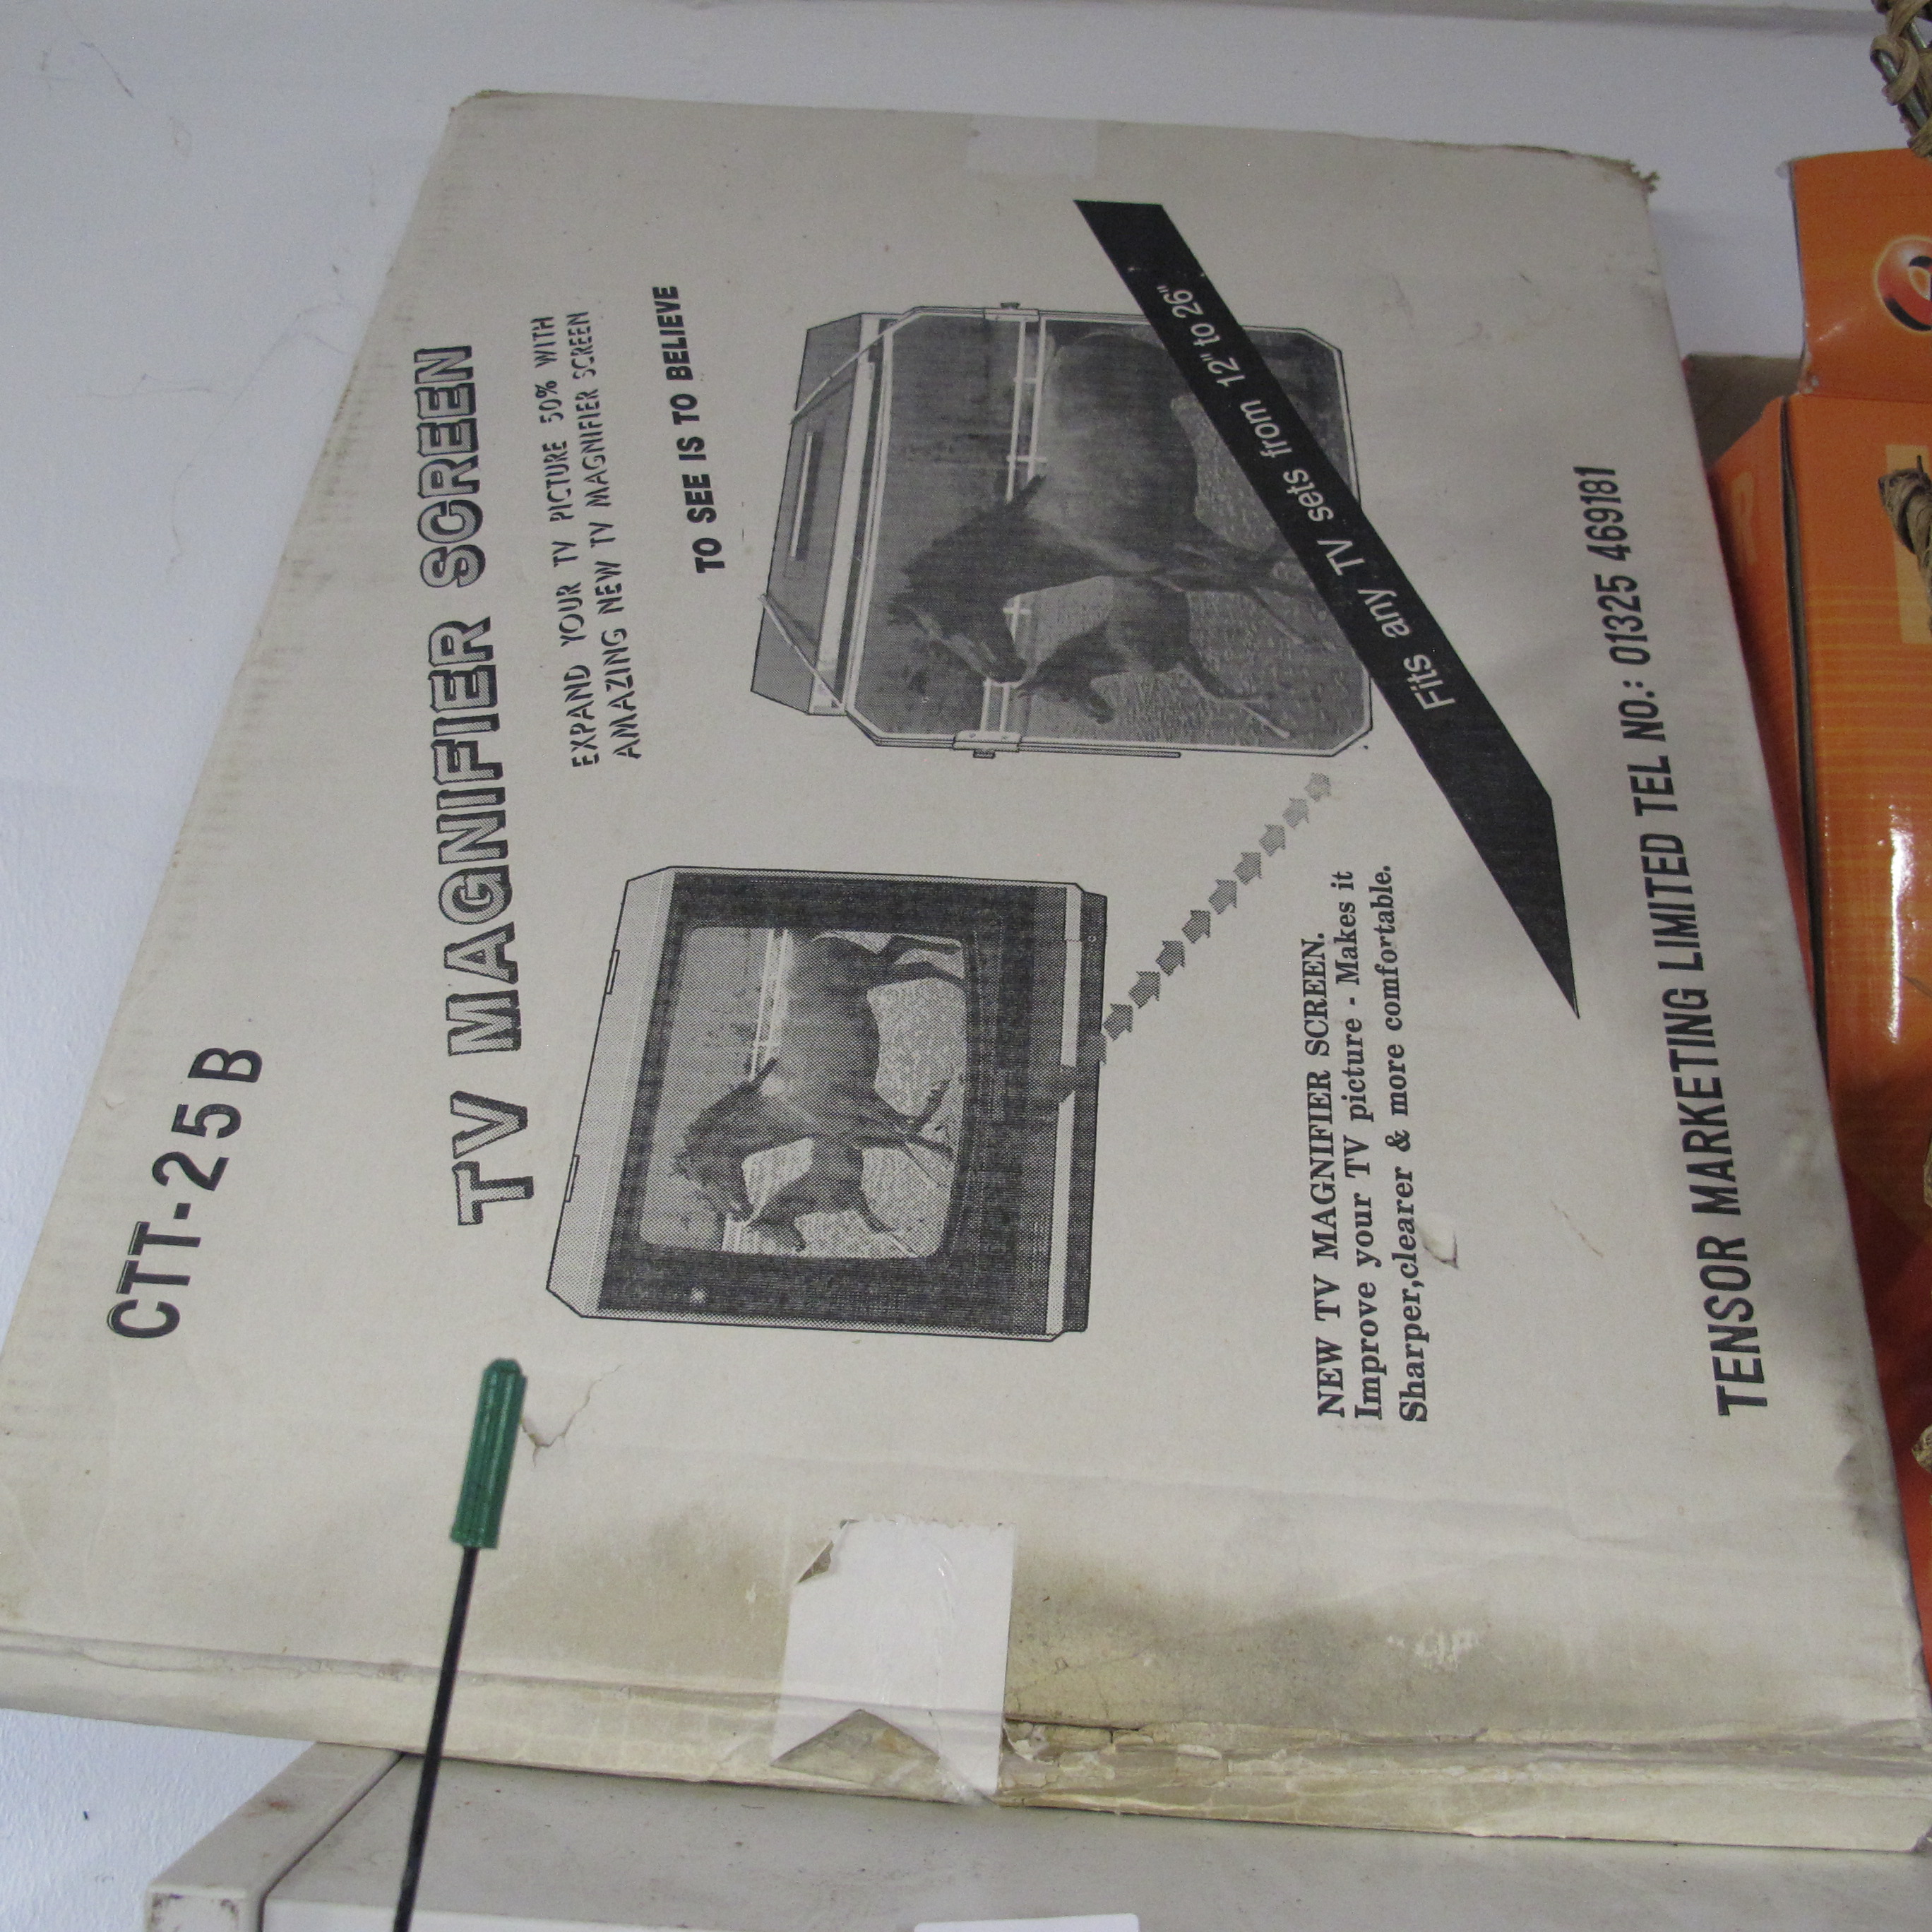 CTT-25B
TV MAGNIFIER SCREEN
EXPAND YOUR TV PICTURE 50% WITH
AMAZING NEW TV MAGNIFIER SCREEN
TO SEE IS TO BELIEVE
Fits any TV sets from 12" to 26"
NEW TV MAGNIFIER SCREEN.
Improve your TV picture - Makes it
Sharper,clearer & more comfortable.
TENSOR MARKETING LIMITED TEL NO.: 01325 469181